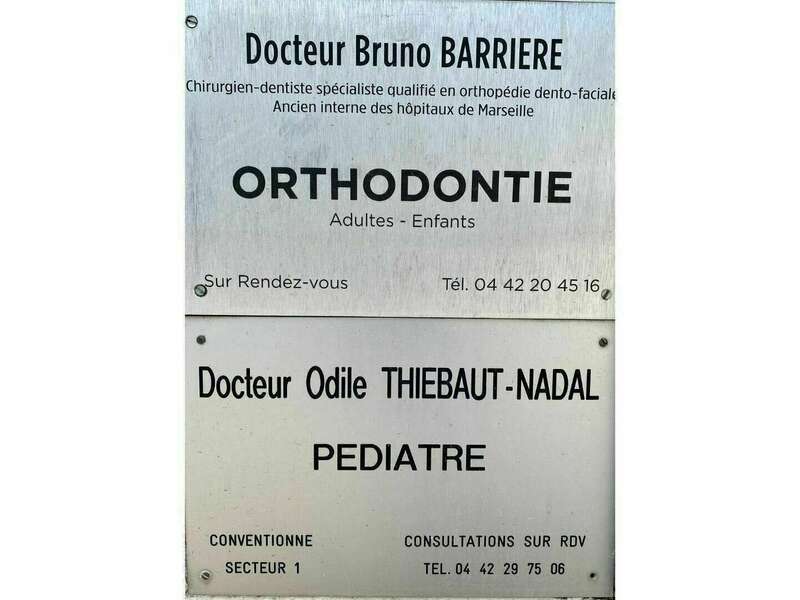 Docteur Bruno BARRIERE
Chirurgien-dentiste spécialiste qualifié en orthopédie dento-faciale
Ancien interne des hôpitaux de Marseille
ORTHODONTIE
Adultes - Enfants
Sur Rendez-vous Tél. 04 42 20 45 16
Docteur Odile THIEBAUT-NADAL
PEDIATRE
CONVENTIONNE CONSULTATIONS SUR RDV
SECTEUR 1 TEL. 04 42 29 75 06